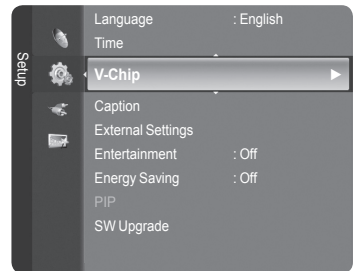 Setup
Language : English
Time
V-Chip
Caption
External Settings
Entertainment : Off
Energy Saving : Off
PIP
SW Upgrade